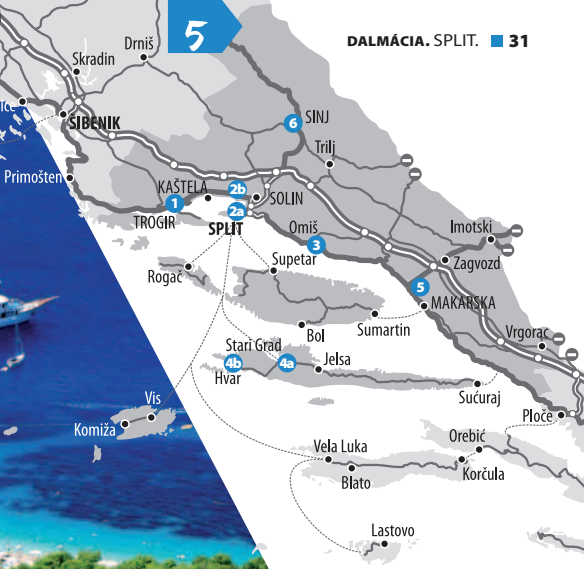 5
DALMÁCIA. SPLIT. 31
Drniš
Skradin
ŠIBENIK
6 SINJ
Trilj
Primošten
KAŠTELA
2b
SOLIN
1
TROGIR
2a
SPLIT
Omiš
3
Imotski
Zagvozd
Supetar
Rogač
5
MAKARSKA
Sumartin
Bol
Vrgorac
Stari Grad
4b
4a
Jelsa
Hvar
Sućuraj
Vis
Komiža
Ploče
Orebić
Vela Luka
Blato
Korčula
Lastovo